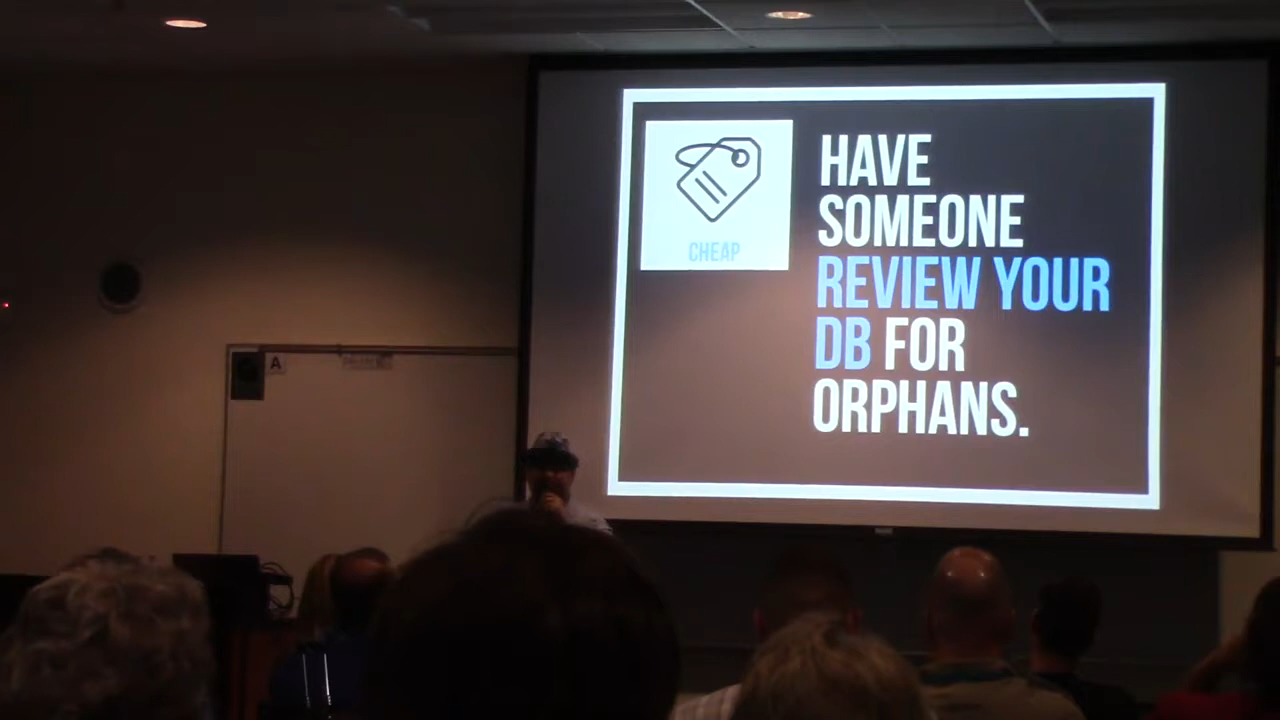 HAVE
SOMEONE
REVIEW YOUR
DB FOR
ORPHANS.
CHEAP
A